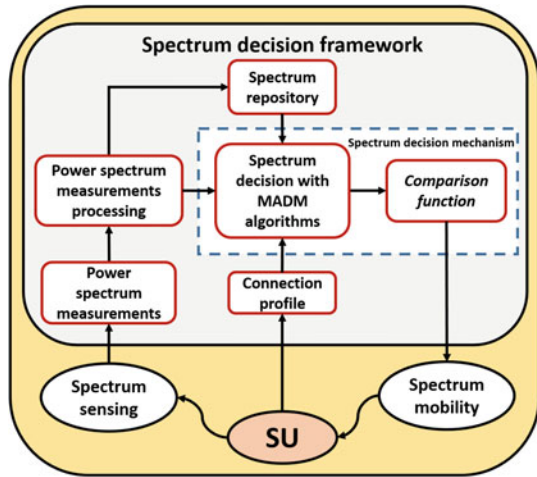 Spectrum decision framework
Spectrum
repository
Spectrum decision mechanism
Power spectrum
measurements
processing
Spectrum
decision with
MADM
algorithms
Comparison
function
Power
spectrum
measurements
Connection
profile
Spectrum
sensing
SU
Spectrum
mobility